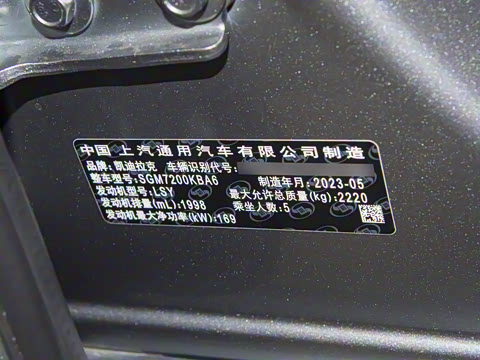 中国 上汽通用汽车有限公司制造
品牌: 凯迪拉克 车辆识别代号:
整车型号: SGM7200KRA6 制造年月: 2023-05
发动机型号: LSY 最大允许总质量(kg): 2220
发动机排量(mL): 1998 乘坐人数: 5
发动机最大净功率(kW): 169